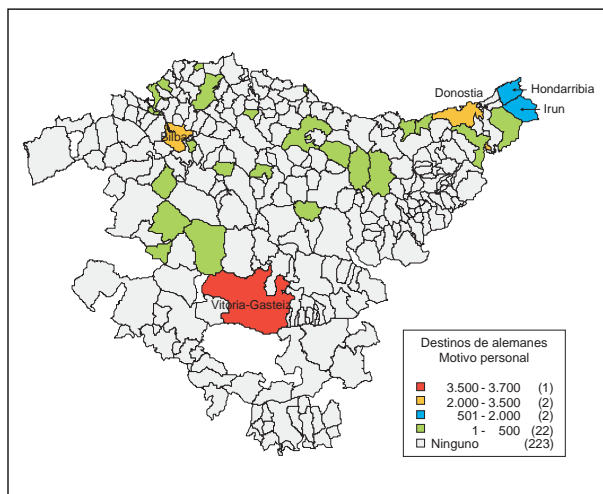 Donostia
Hondarribia
Irun
Bilbao
Vitoria-Gasteiz
Destinos de alemanes
Motivo personal
3.500 - 3.700 (1)
2.000 - 3.500 (2)
501 - 2.000 (2)
1 - 500 (22)
Ninguno (223)